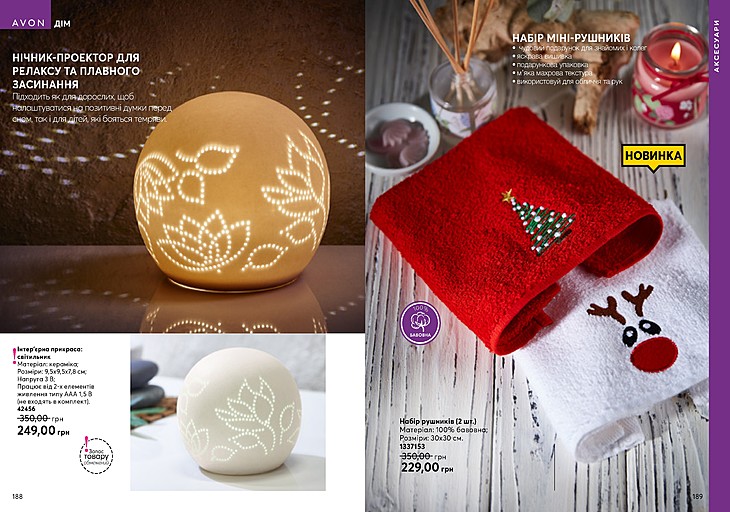 AVON ДІМ
НІЧНИК-ПРОЕКТОР ДЛЯ
РЕЛАКСУ ТА ПЛАВНОГО
ЗАСИНАННЯ
Підходить як для дорослих, щоб
налаштуватися на позитивні думки перед
сном, так і для дітей, які бояться темряви.
Інтер'єрна прикраса:
світильник
Матеріал: кераміка;
Розміри: 9,5х9,5х7,8 см;
Напруга 3 В;
Працює від 2-х елементів
живлення типу ААА 1,5 В
(не входять в комплект).
42456
350,00 грн
249,00 грн
Запас
товару
обмежений
188
НАБІР МІНІ-РУШНИКІВ
• чудовий подарунок для знайомих і колег
• яскрава вишивка
• подарункова упаковка
• м'яка махрова текстура
• використовуй для обличчя та рук
АКСЕСУАРИ
НОВИНКА
100%
БАВОВНА
Набір рушників (2 шт.)
Матеріал: 100% бавовна;
Розміри: 30х30 см.
1337153
350,00 грн
229,00 грн
189